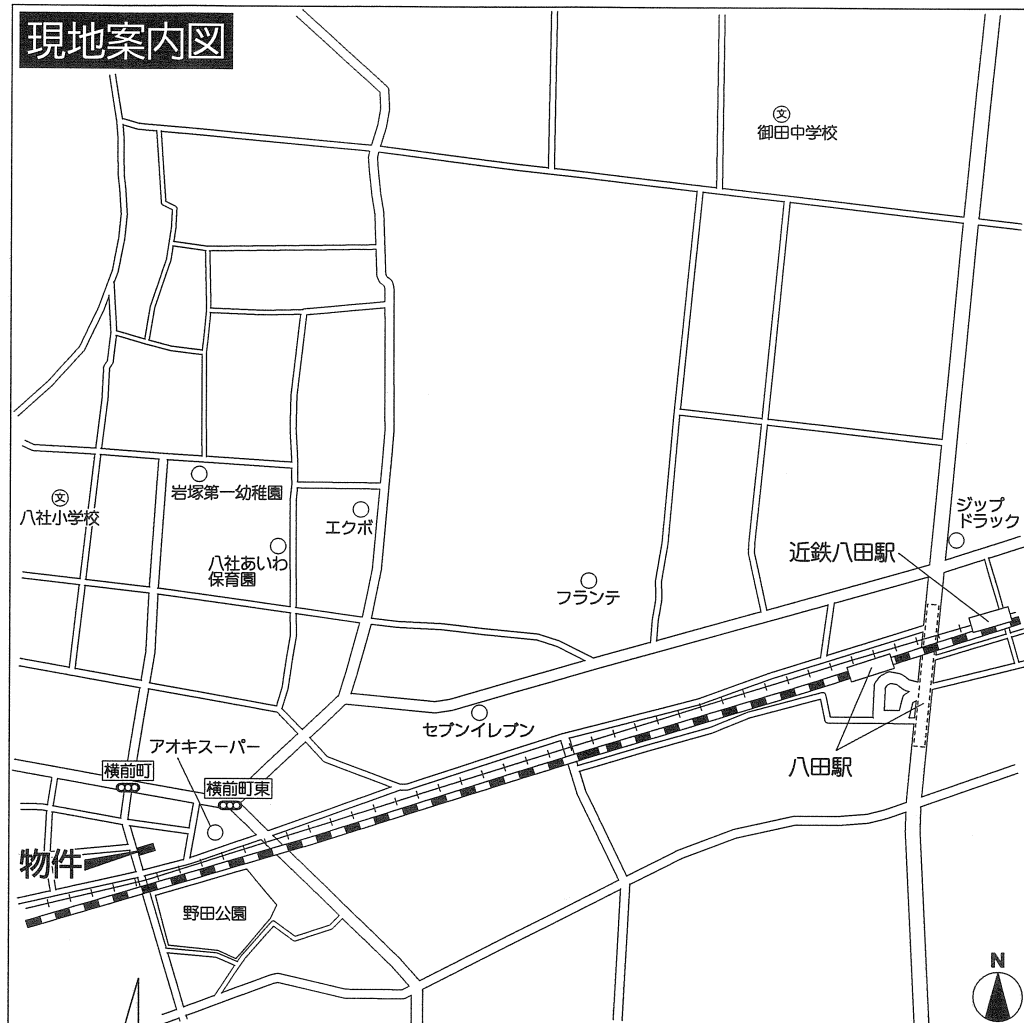 現地案内図
文
御田中学校
岩塚第一幼稚園
文
八社小学校
エクボ
八社あいわ
保育園
ジップ
ドラック
近鉄八田駅
フランテ
セブンイレブン
アオキスーパー
八田駅
横前町
横前町東
物件
野田公園
N